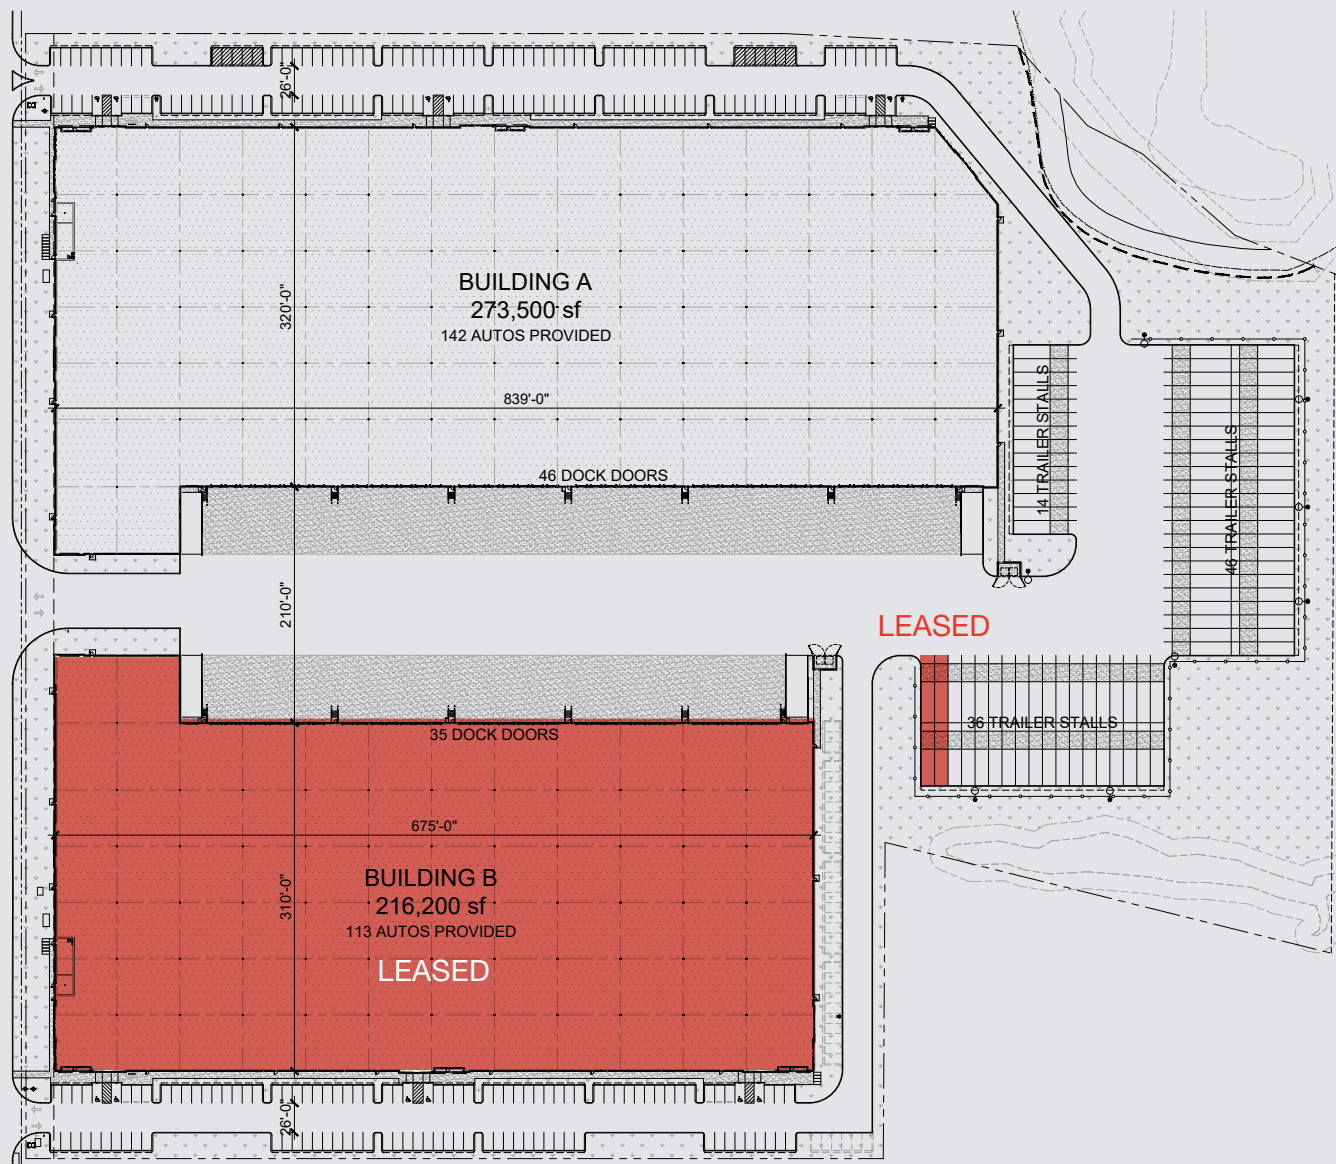 26'-0"
BUILDING A
273,500 sf
142 AUTOS PROVIDED
320'-0"
839'-0"
46 DOCK DOORS
14 TRAILER STALLS
46 TRAILER STALLS
210'-0"
LEASED
36 TRAILER STALLS
35 DOCK DOORS
675'-0"
BUILDING B
216,200 sf
113 AUTOS PROVIDED
LEASED
310'-0"
26'-0"